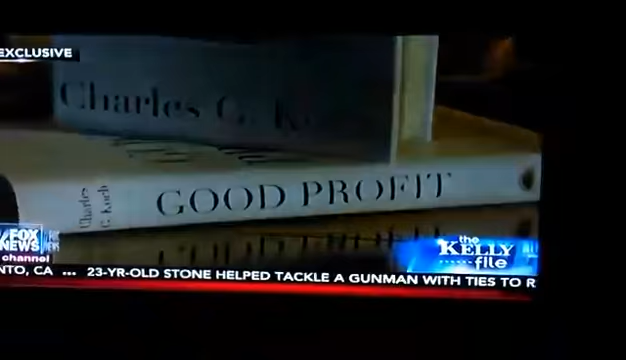 EXCLUSIVE
Charles G. K
GOOD PROFIT
Charles
G. Koch
FOX
NEWS
channel
the
KELLY
file
NTO, CA ... 23-YR-OLD STONE HELPED TACKLE A GUNMAN WITH TIES TO R